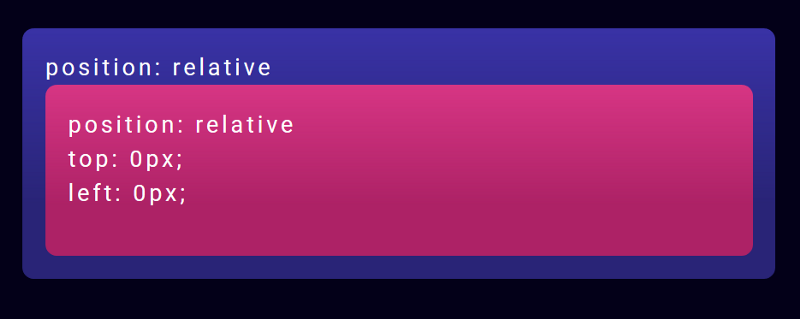 position: relative
position: relative
top: 0px;
left: 0px;